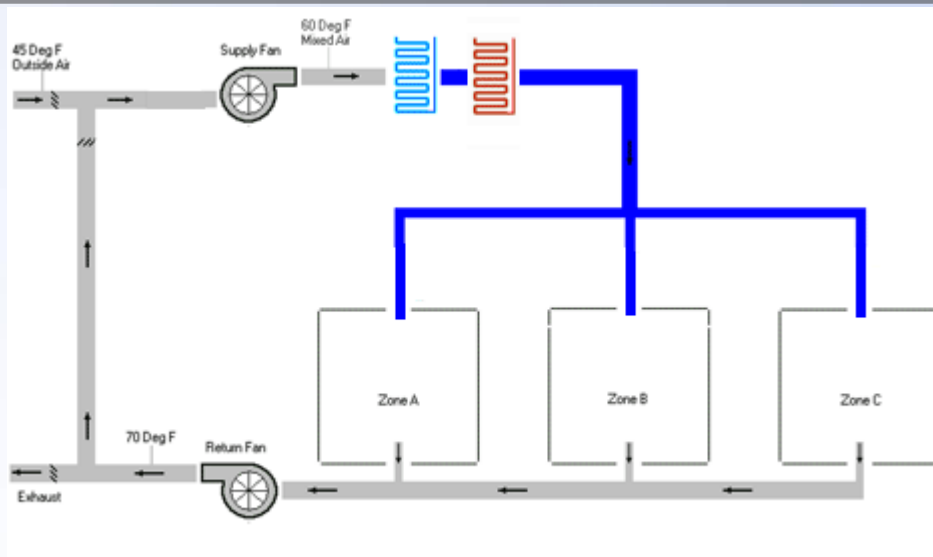 60 Deg F
Mixed Air
45 Deg F
Outside Air
Supply Fan
Zone A
Zone B
Zone C
70 Deg F
Return Fan
Exhaust